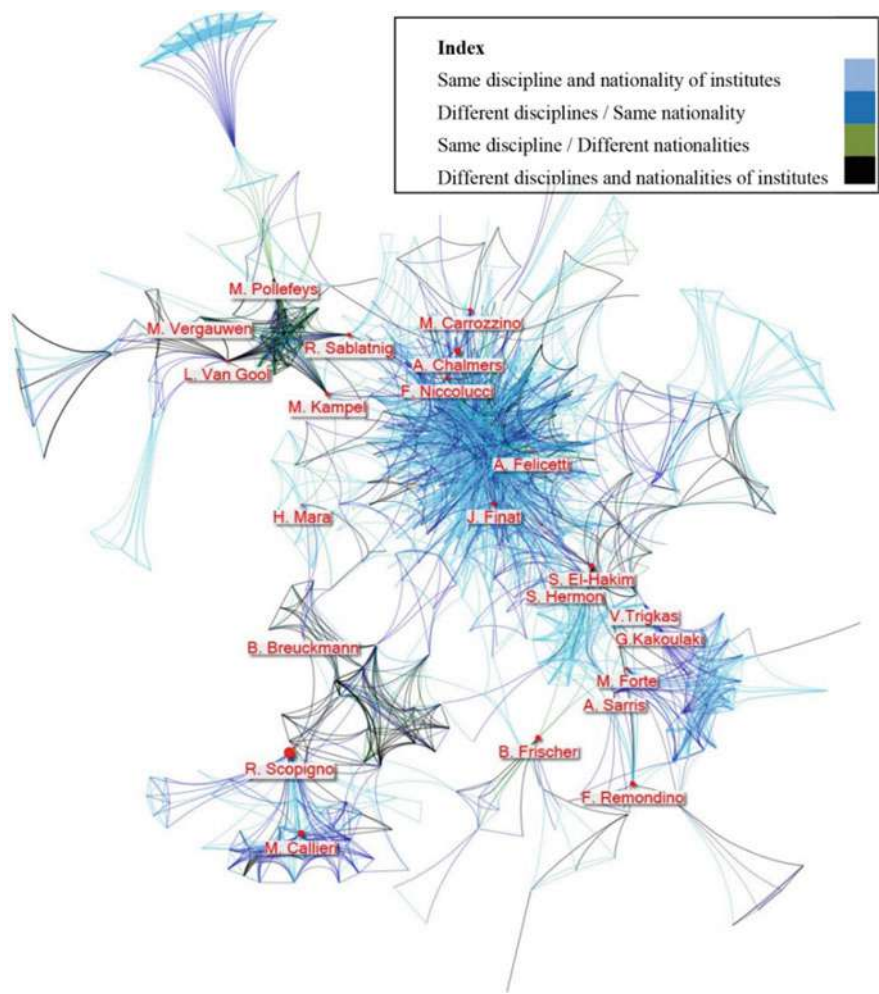 Index
Same discipline and nationality of institutes
Different disciplines / Same nationality
Same discipline / Different nationalities
Different disciplines and nationalities of institutes
M. Pollefeys
M. Vergauwen
R. Sablatnig
L. Van Gool
M. Kampel
M. Carrozzino
A. Chalmers
F. Niccolucci
A. Felicetti
J. Finat
H. Mara
S. El-Hakim
S. Hermon
V.Trigkas
G.Kakoulaki
B. Breuckmann
M. Forte
A. Sarris
B. Frischer
R. Scopigno
F. Remondino
M. Callieri